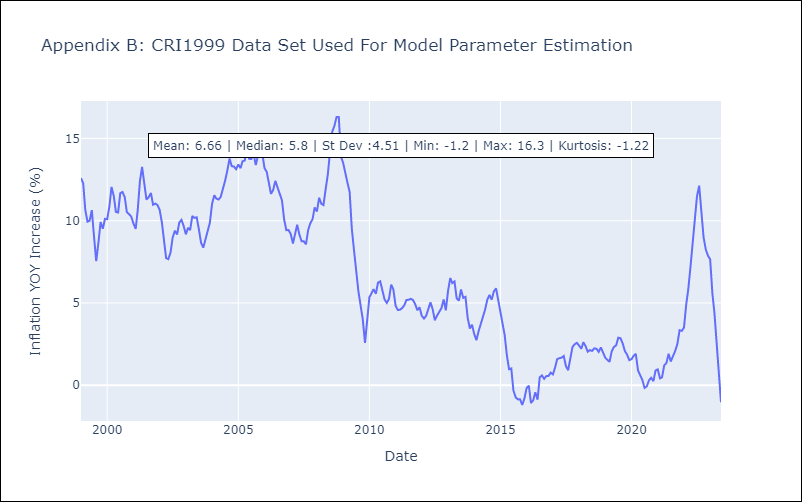 Appendix B: CRI1999 Data Set Used For Model Parameter Estimation
Mean: 6.66 | Median: 5.8 | St Dev :4.51 | Min: -1.2 | Max: 16.3 | Kurtosis: -1.22
Inflation YOY Increase (%)
15
10
5
0
2000
2005
2010
2015
2020
Date